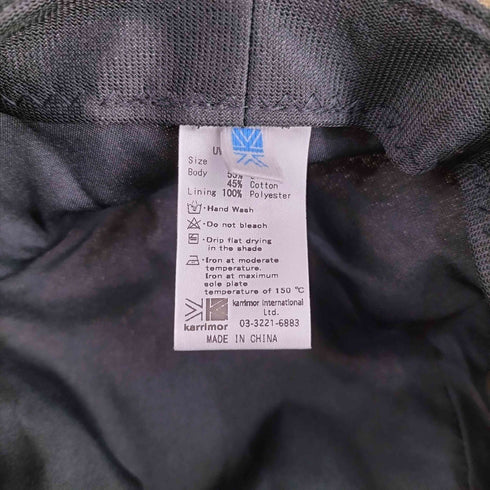 UV
Size
Body 55%
45% Cotton
Lining 100% Polyester
·Hand Wash
·Do not bleach
·Drip flat drying
in the shade
·Iron at moderate
temperature.
Iron at maximum
sole plate
temperature of 150 ℃
karrimor International
Ltd.
karrimor 03-3221-6883
MADE IN CHINA